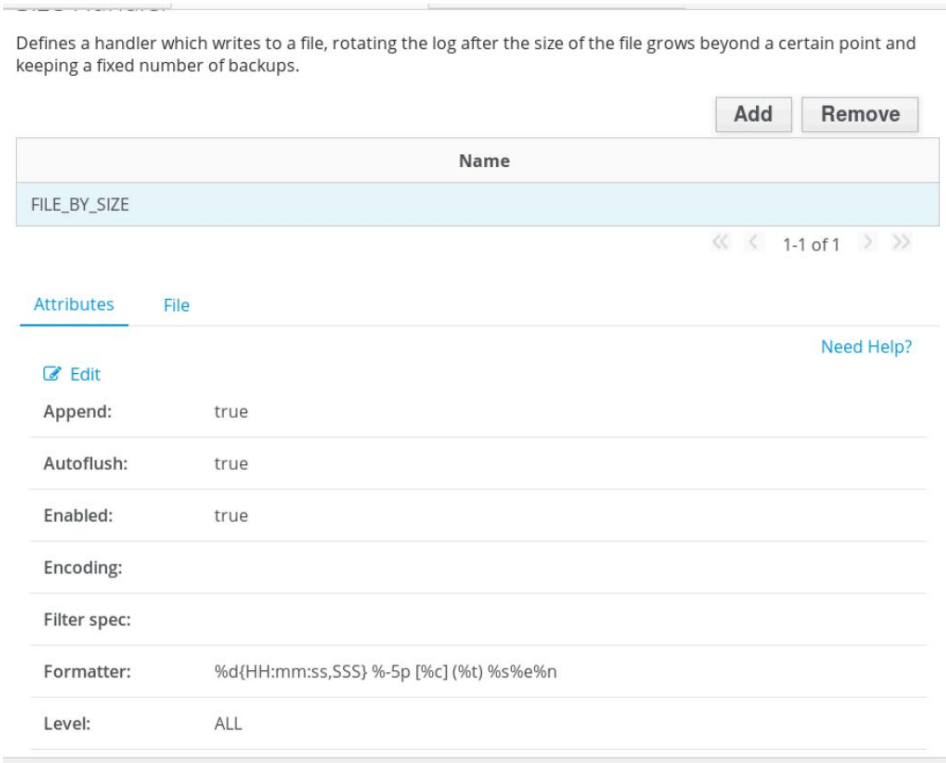 Defines a handler which writes to a file, rotating the log after the size of the file grows beyond a certain point and
keeping a fixed number of backups.
Add Remove
Name
FILE_BY_SIZE
1-1 of 1
Attributes File
Need Help?
Edit
Append: true
Autoflush: true
Enabled: true
Encoding:
Filter spec:
Formatter: %d{HH:mm:ss,SSS} %-5p [%c] (%t) %s%e%n
Level: ALL